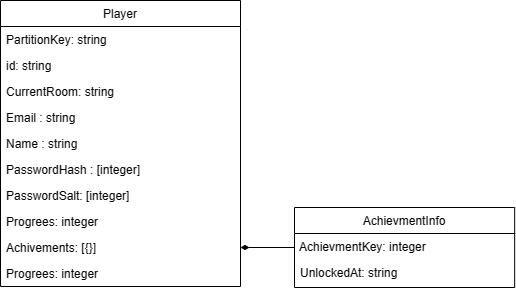 Player
PartitionKey: string
id: string
CurrentRoom: string
Email : string
Name : string
PasswordHash : [integer]
PasswordSalt: [integer]
Progrees: integer
Achivements: [{}]
Progrees: integer
AchievmentInfo
AchievmentKey: integer
UnlockedAt: string